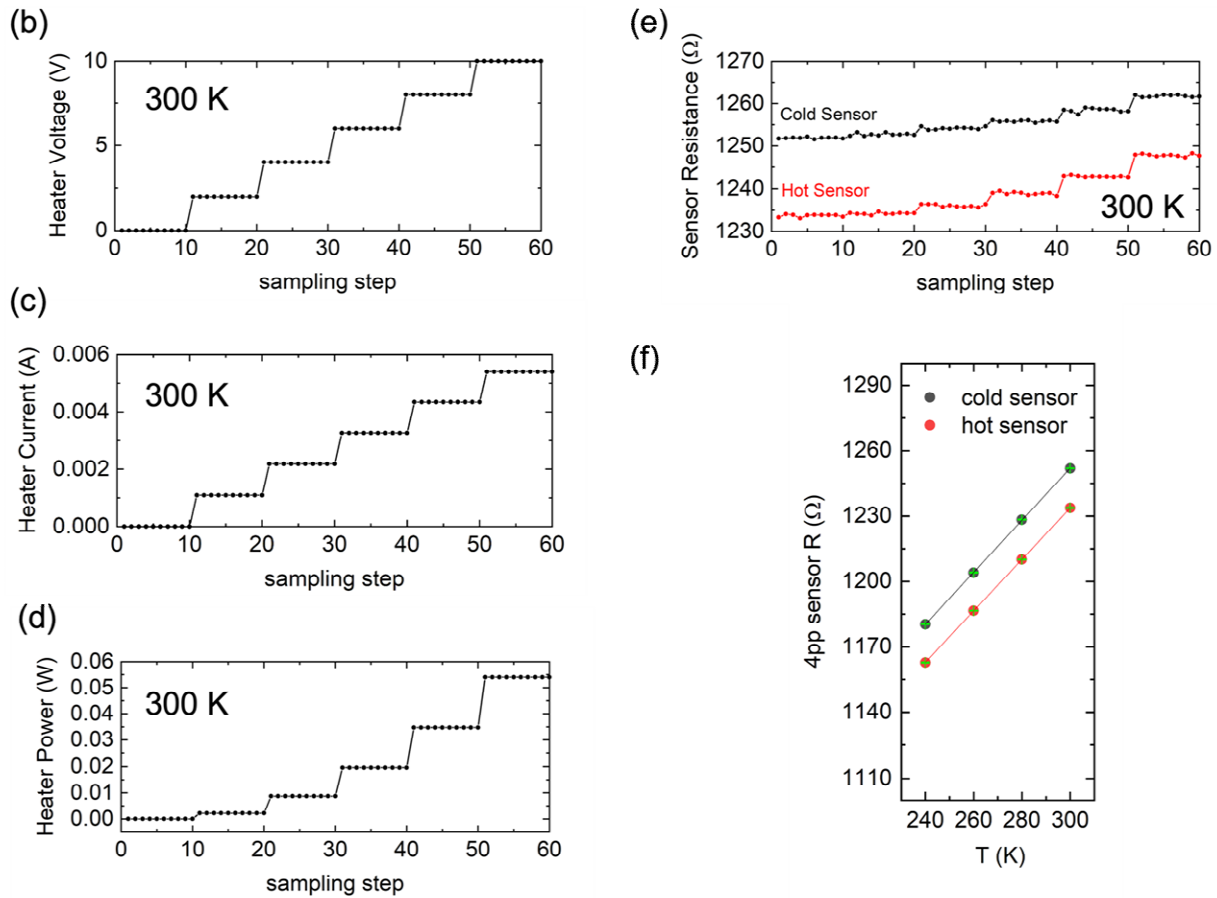 (b)
Heater Voltage (V)
10
5
0
300 K
0 10 20 30 40 50 60
sampling step
(c)
Heater Current (A)
0.006
0.004
0.002
0.000
300 K
0 10 20 30 40 50 60
sampling step
(d)
Heater Power (W)
0.06
0.05
0.04
0.03
0.02
0.01
0.00
300 K
0 10 20 30 40 50 60
sampling step
(e)
Sensor Resistance (Ω)
1270
1260
1250
1240
1230
Cold Sensor
Hot Sensor
300 K
0 10 20 30 40 50 60
sampling step
(f)
4pp sensor R (Ω)
1290
1260
1230
1200
1170
1140
1110
cold sensor
hot sensor
240 260 280 300
T (K)